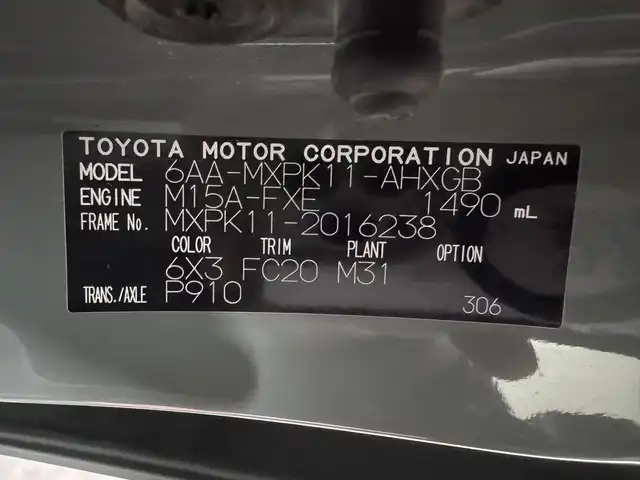 TOYOTA MOTOR CORPORATION JAPAN
MODEL 6AA-MXPK11-AHXGB
ENGINE M15A-FXE 1490 mL
FRAME No. MXPK11-2016238
COLOR TRIM PLANT OPTION
6X3 FC20 M31
TRANS./AXLE P910 306